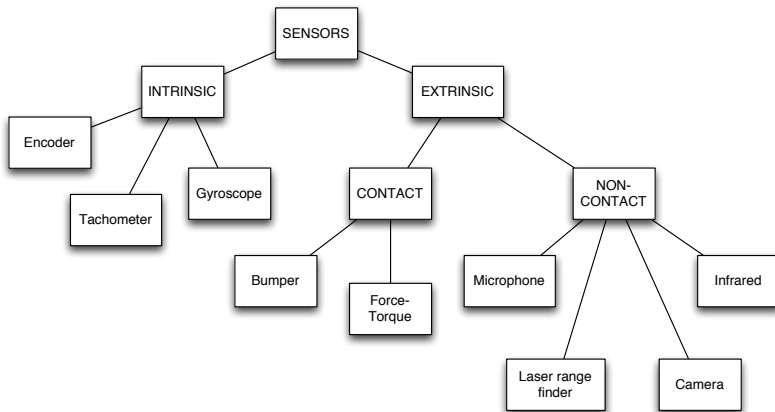 SENSORS
INTRINSIC
EXTRINSIC
Encoder
Tachometer
Gyroscope
CONTACT
NON-
CONTACT
Bumper
Force-
Torque
Microphone
Infrared
Laser range
finder
Camera